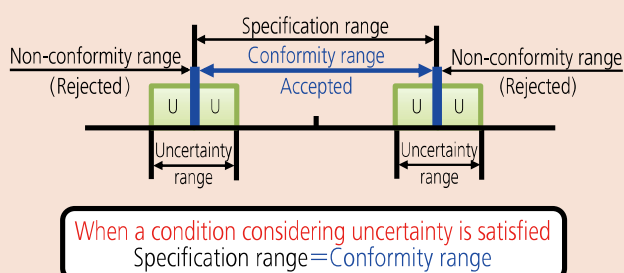 Specification range
Non-conformity range
Conformity range
Non-conformity range
(Rejected)
Accepted
(Rejected)
U U
U U
Uncertainty
range
Uncertainty
range
When a condition considering uncertainty is satisfied
Specification range=Conformity range